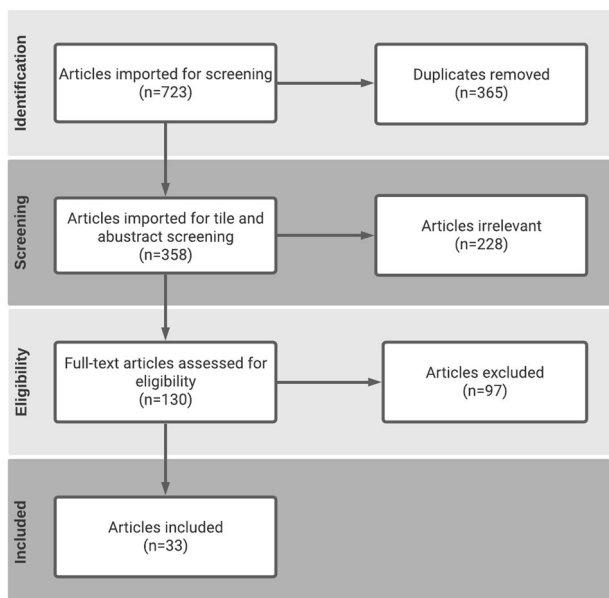 Identification
Articles imported for screening
(n=723)
Duplicates removed
(n=365)
Screening
Articles imported for tile and
abustract screening
(n=358)
Articles irrelevant
(n=228)
Eligibility
Full-text articles assessed for
eligibility
(n=130)
Articles excluded
(n=97)
Included
Articles included
(n=33)